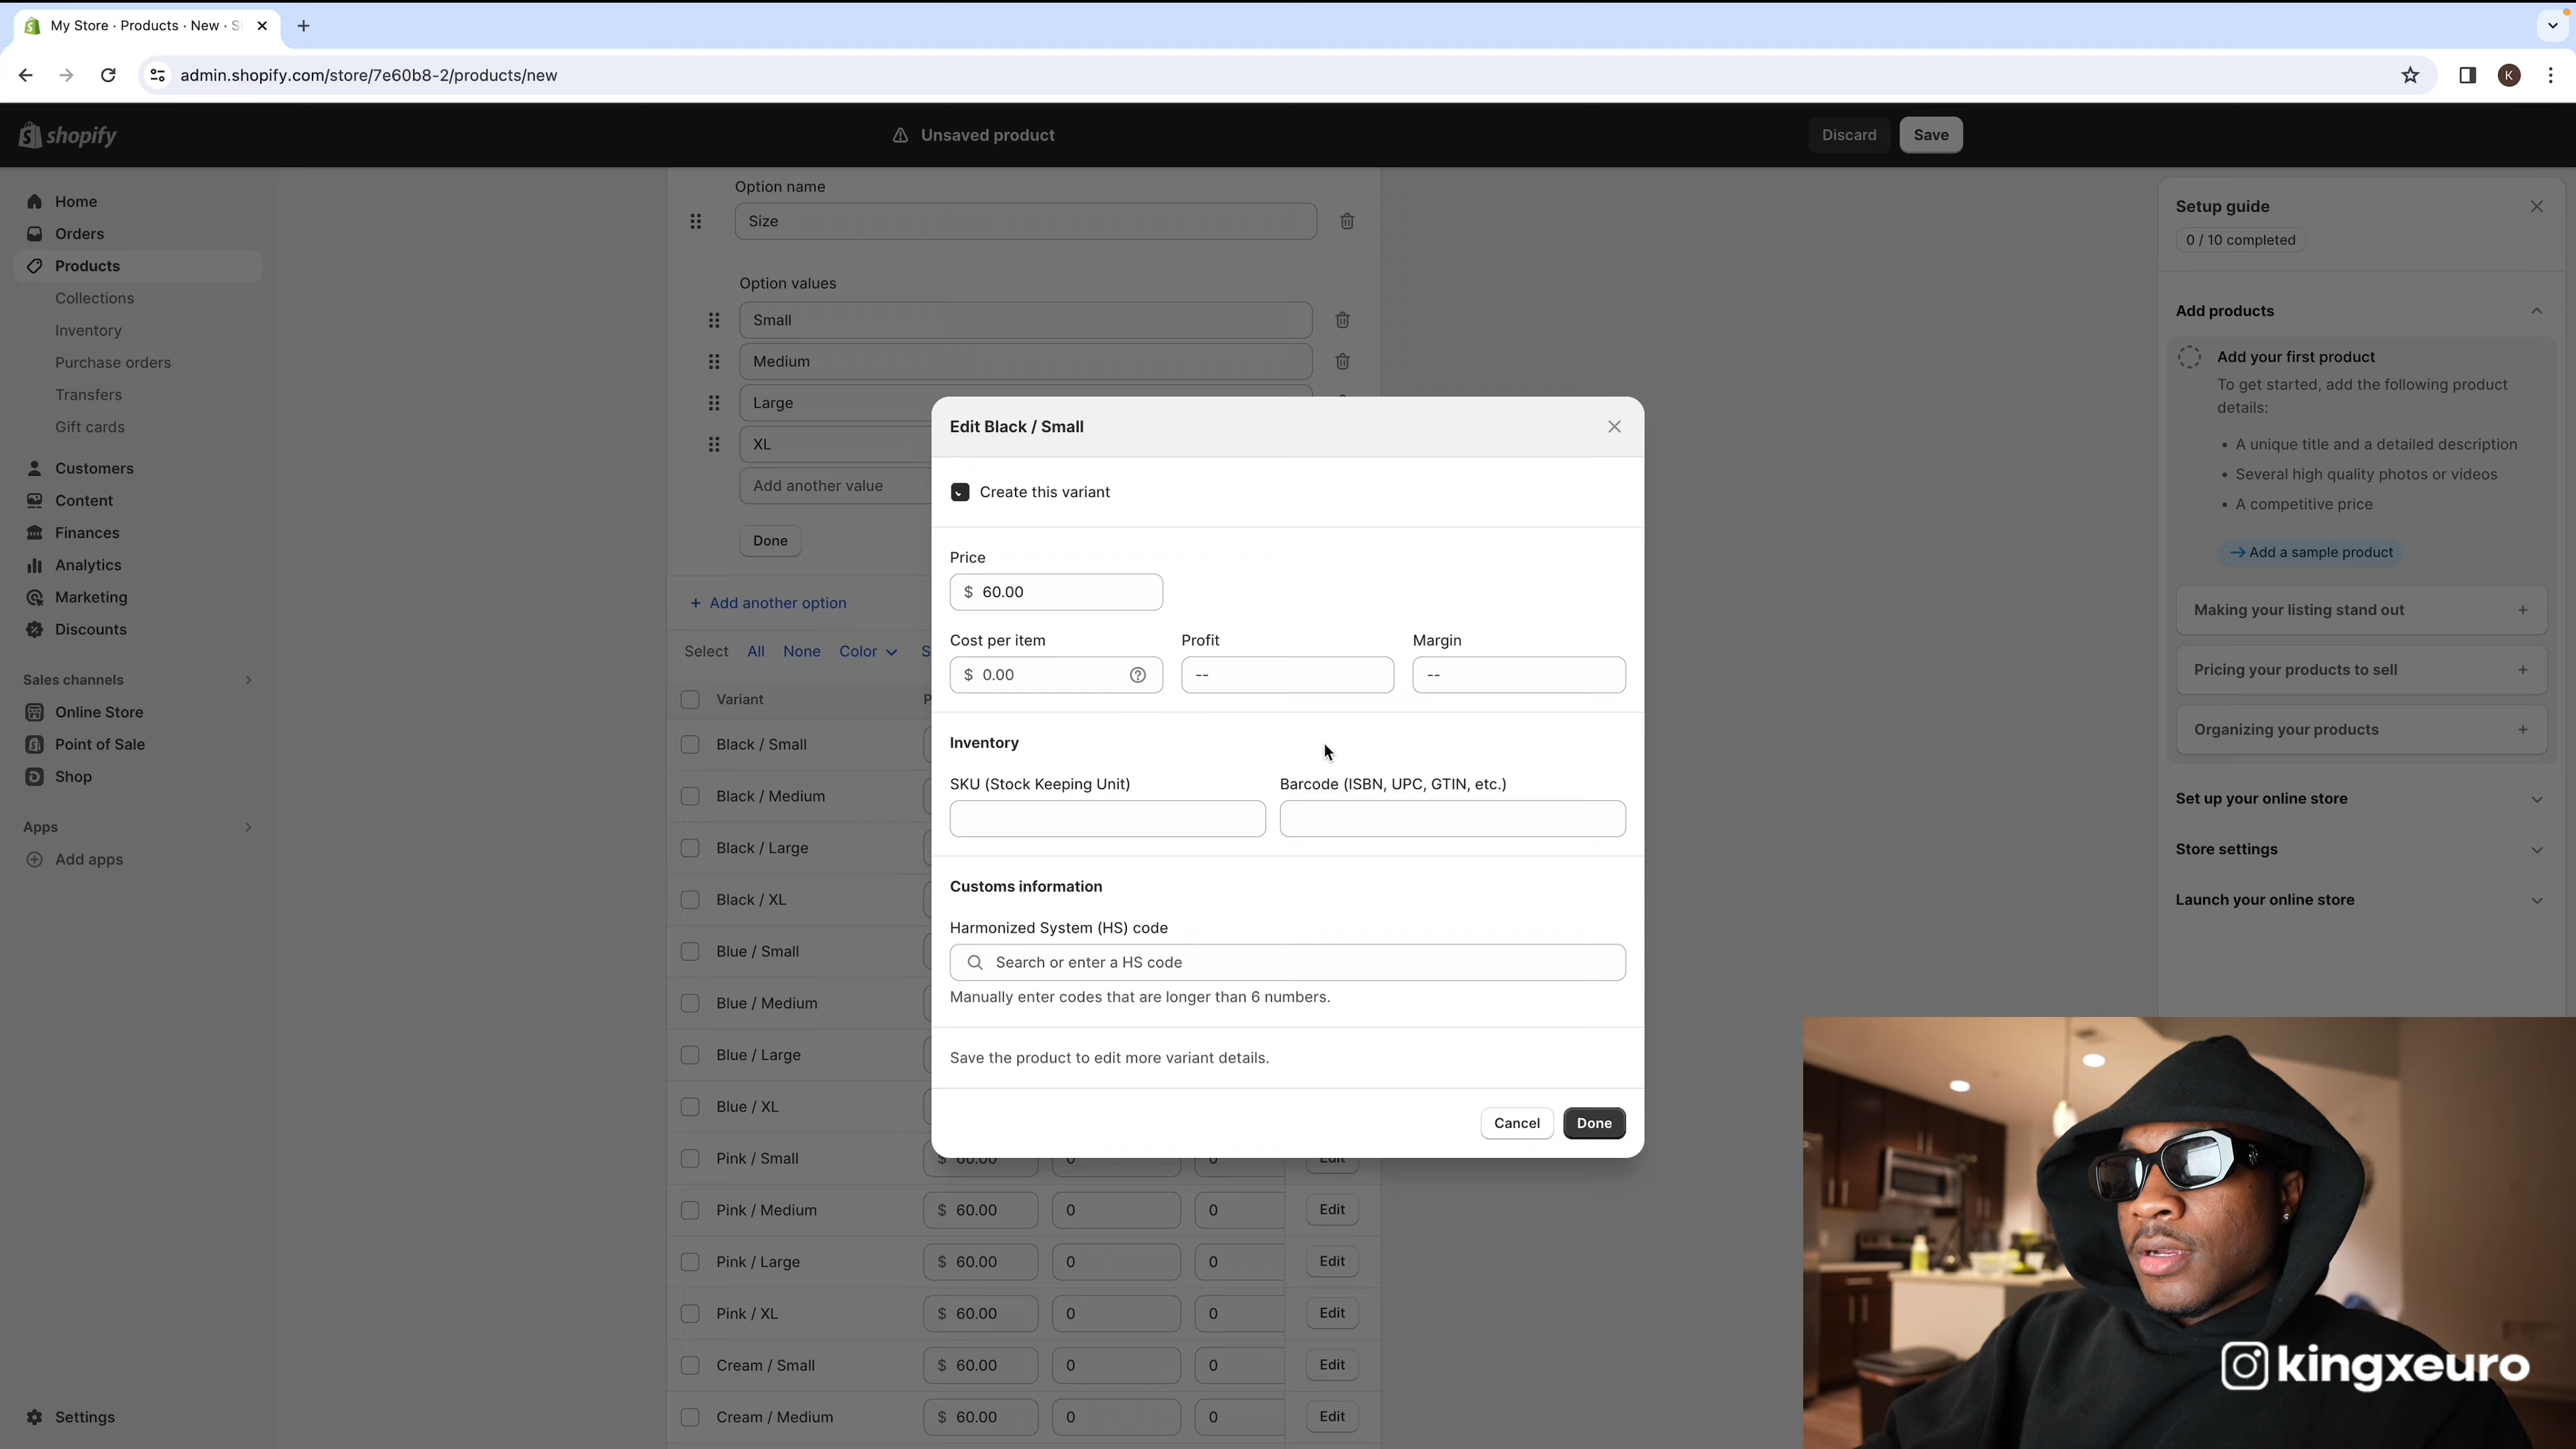 My Store · Products · New · S
admin.shopify.com/store/7e60b8-2/products/new
K
shopify
Unsaved product
Discard
Save
Home
Orders
Products
Collections
Inventory
Purchase orders
Transfers
Gift cards
Customers
Content
Finances
Analytics
Marketing
Discounts
Sales channels
Online Store
Point of Sale
Shop
Apps
Add apps
Settings
Option name
Size
Option values
Small
Medium
Large
XL
Add another value
Done
+ Add another option
Select All None Color S
Variant P
Black / Small
Black / Medium
Black / Large
Black / XL
Blue / Small
Blue / Medium
Blue / Large
Blue / XL
Pink / Small $ 60.00 0 0 Edit
Pink / Medium $ 60.00 0 0 Edit
Pink / Large $ 60.00 0 0 Edit
Pink / XL $ 60.00 0 0 Edit
Cream / Small $ 60.00 0 0 Edit
Cream / Medium $ 60.00 0 0 Edit
Edit Black / Small
Create this variant
Price
$ 60.00
Cost per item Profit Margin
$ 0.00 -- --
Inventory
SKU (Stock Keeping Unit) Barcode (ISBN, UPC, GTIN, etc.)
Customs information
Harmonized System (HS) code
Search or enter a HS code
Manually enter codes that are longer than 6 numbers.
Save the product to edit more variant details.
Cancel Done
Setup guide
0 / 10 completed
Add products
Add your first product
To get started, add the following product
details:
• A unique title and a detailed description
• Several high quality photos or videos
• A competitive price
Add a sample product
Making your listing stand out
Pricing your products to sell
Organizing your products
Set up your online store
Store settings
Launch your online store
kingxeuro